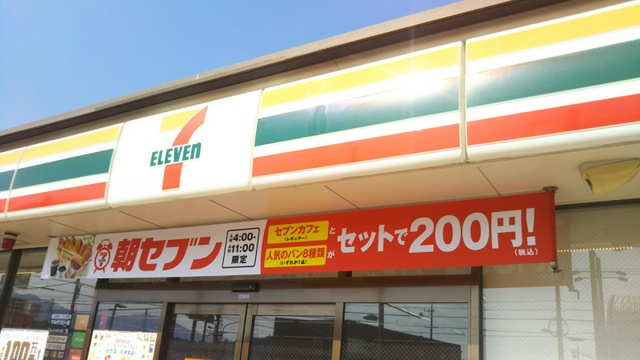 7
ELEVEN
朝セブン
4:00-
11:00
限定
セブンカフェ
(レギュラー)
と
人気のパン8種類
(いずれか1品)
が
セットで200円!
(税込)